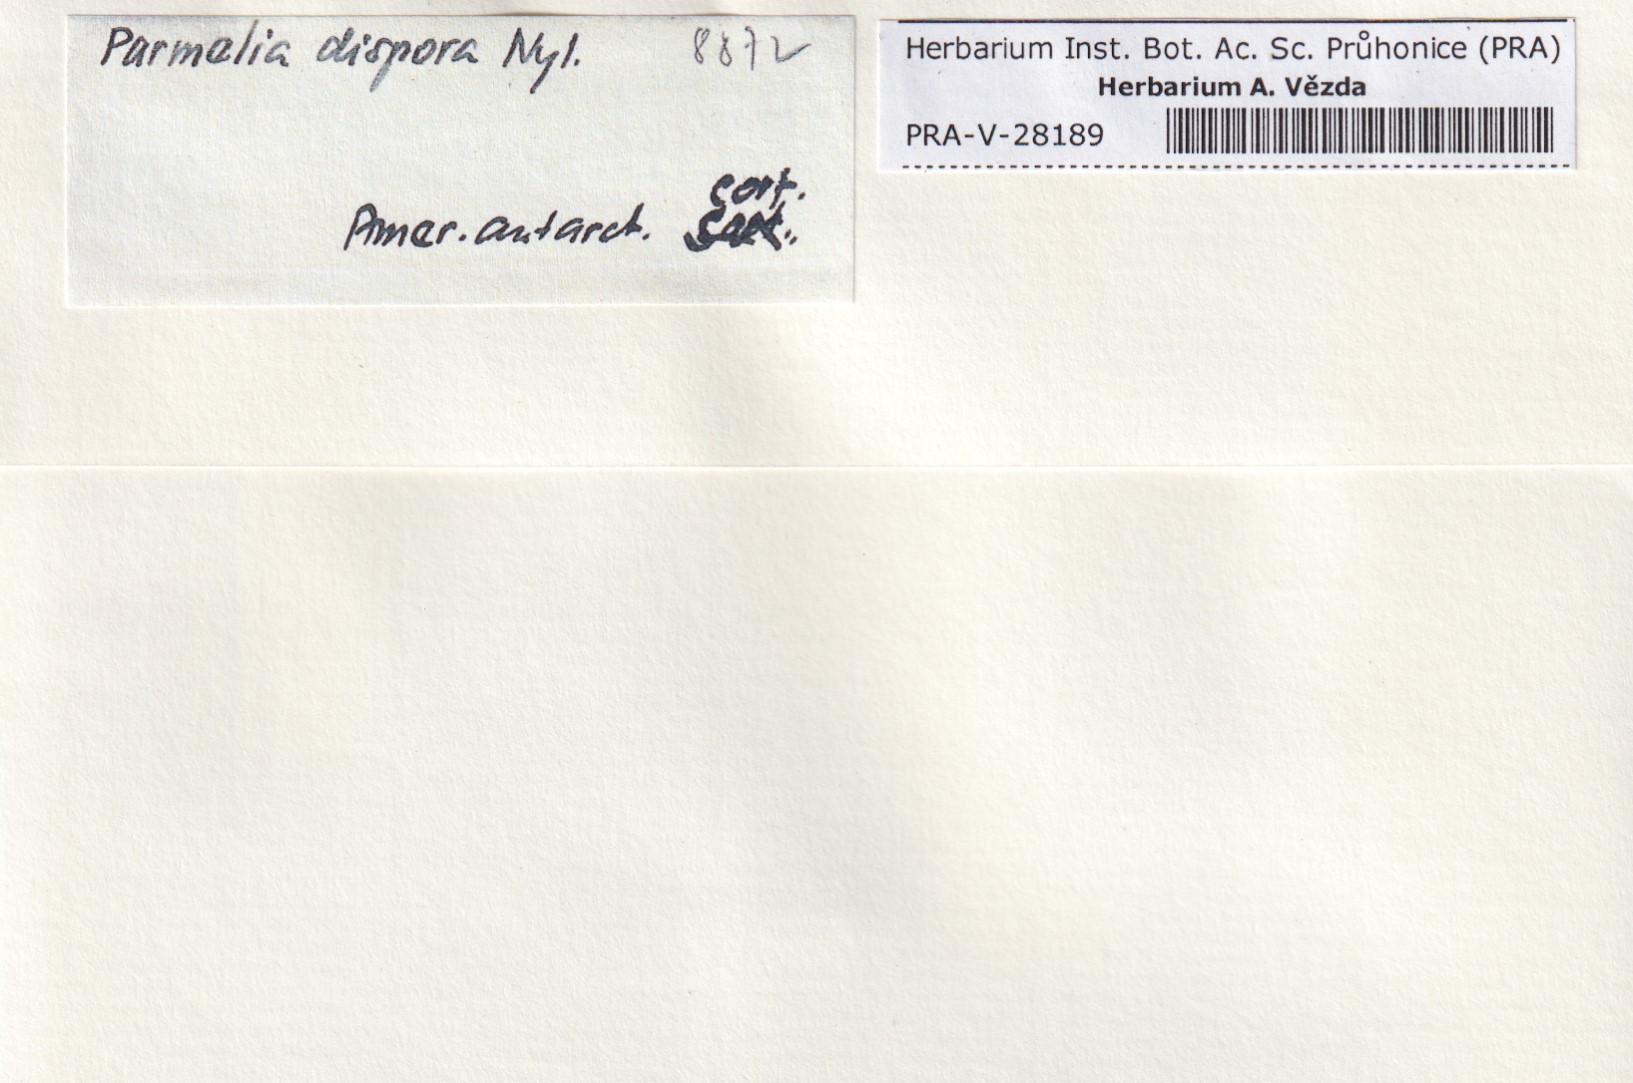 Parmelia dispora Nyl. 8872
cort.
Amer. antarct.
Herbarium Inst. Bot. Ac. Sc. Průhonice (PRA)
Herbarium A. Vězda
PRA-V-28189